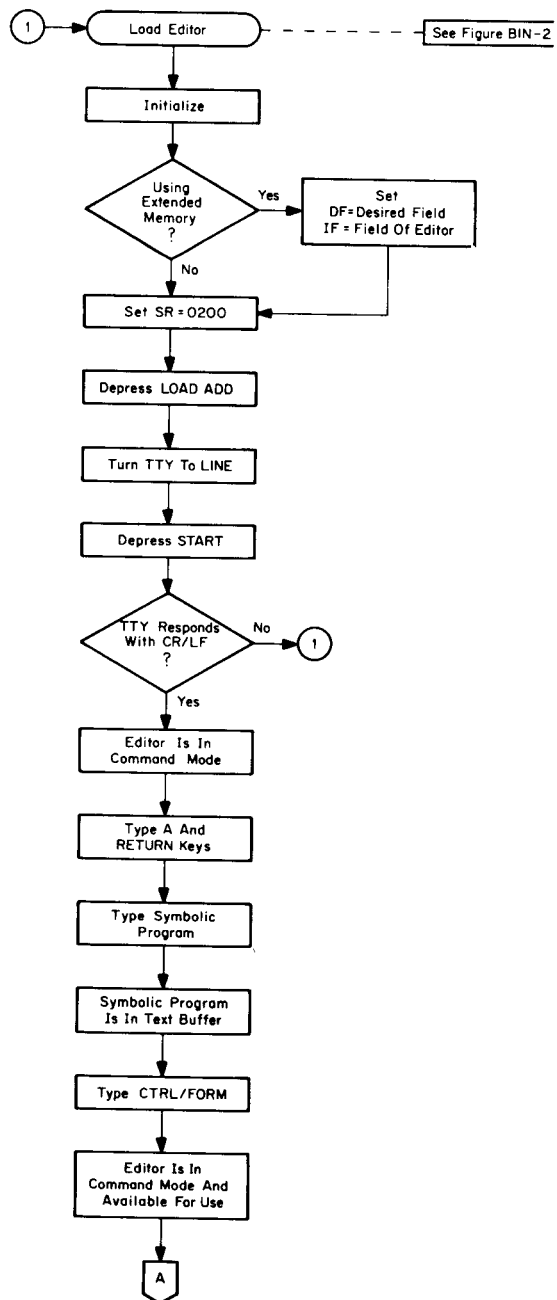 1
Load Editor
See Figure BIN-2
Initialize
Using
Extended
Memory
?
Yes
Set
DF=Desired Field
IF = Field Of Editor
No
Set SR = 0200
Depress LOAD ADD
Turn TTY To LINE
Depress START
TTY Responds
With CR/LF
?
No
1
Yes
Editor Is In
Command Mode
Type A And
RETURN Keys
Type Symbolic
Program
Symbolic Program
Is In Text Buffer
Type CTRL/FORM
Editor Is In
Command Mode And
Available For Use
A